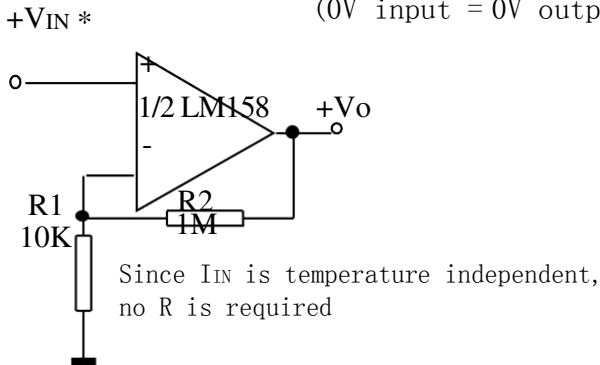 (0V input = 0V outp
+VIN *
+
1/2 LM158
+Vo
-
R1
10K
R2
1M
Since IIN is temperature independent,
no R is required